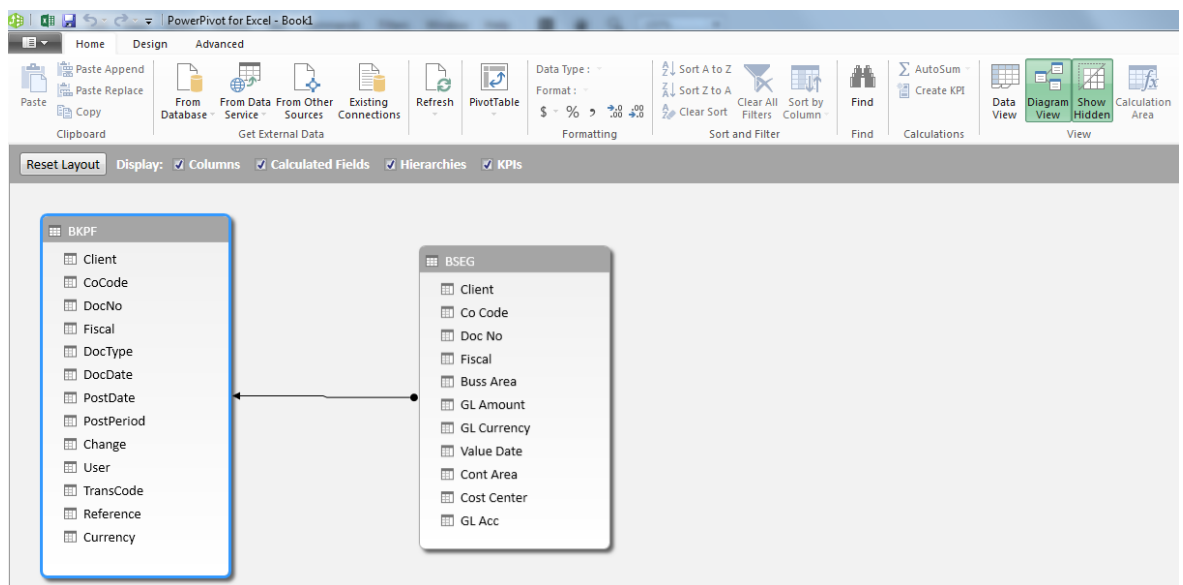 PowerPivot for Excel - Book1
Home Design Advanced
Paste
Paste Append
Paste Replace
Copy
Clipboard
From Database
From Data Service
From Other Sources
Existing Connections
Get External Data
Refresh
PivotTable
Data Type :
Format :
$ % , .00 .00
Formatting
Sort A to Z
Sort Z to A
Clear Sort
Clear All Filters
Sort by Column
Sort and Filter
Find
Find
AutoSum
Create KPI
Calculations
Data View
Diagram View
Show Hidden
Calculation Area
View
Reset Layout Display: Columns Calculated Fields Hierarchies KPIs
BKPF
Client
CoCode
DocNo
Fiscal
DocType
DocDate
PostDate
PostPeriod
Change
User
TransCode
Reference
Currency
BSEG
Client
Co Code
Doc No
Fiscal
Buss Area
GL Amount
GL Currency
Value Date
Cont Area
Cost Center
GL Acc